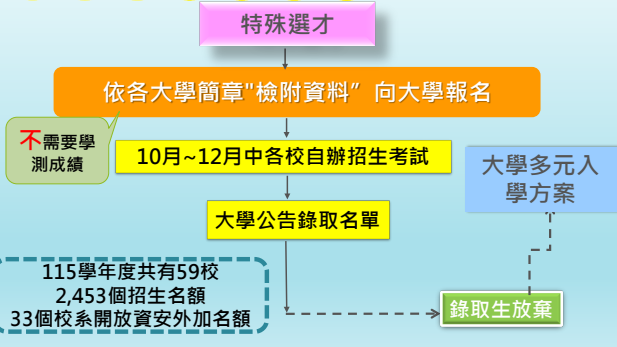 特殊選才
依各大學簡章"檢附資料”向大學報名
不需要學
測成績
10月~12月中各校自辦招生考試
大學多元入
學方案
大學公告錄取名單
115學年度共有59校
2,453個招生名額
33個校系開放資安外加名額
錄取生放棄